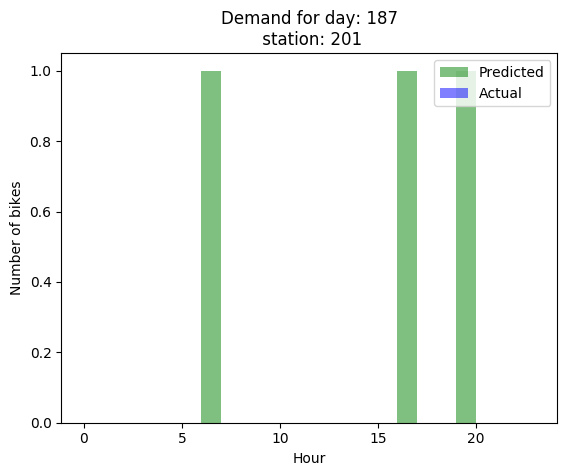 Demand for day: 187
station: 201
Predicted
Actual
1.0
0.8
0.6
0.4
0.2
0.0
Number of bikes
0
5
10
15
20
Hour